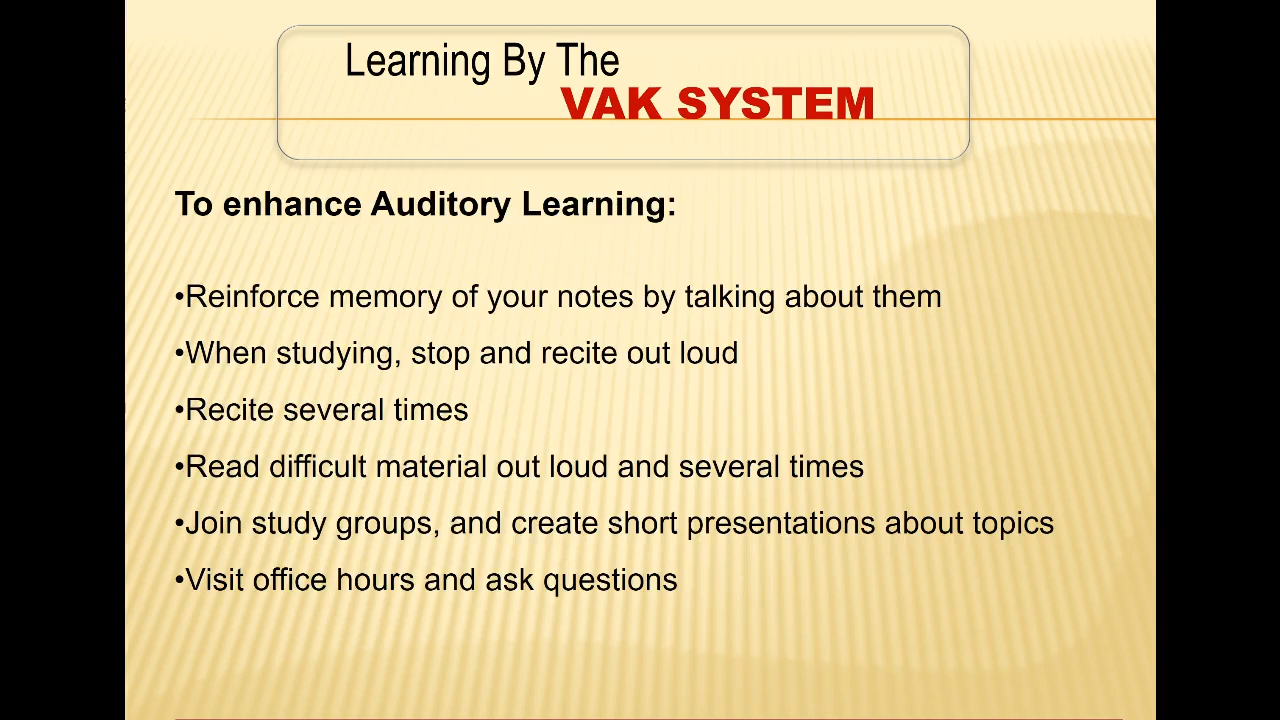 Learning By The
VAK SYSTEM
To enhance Auditory Learning:
•Reinforce memory of your notes by talking about them
•When studying, stop and recite out loud
•Recite several times
•Read difficult material out loud and several times
•Join study groups, and create short presentations about topics
•Visit office hours and ask questions